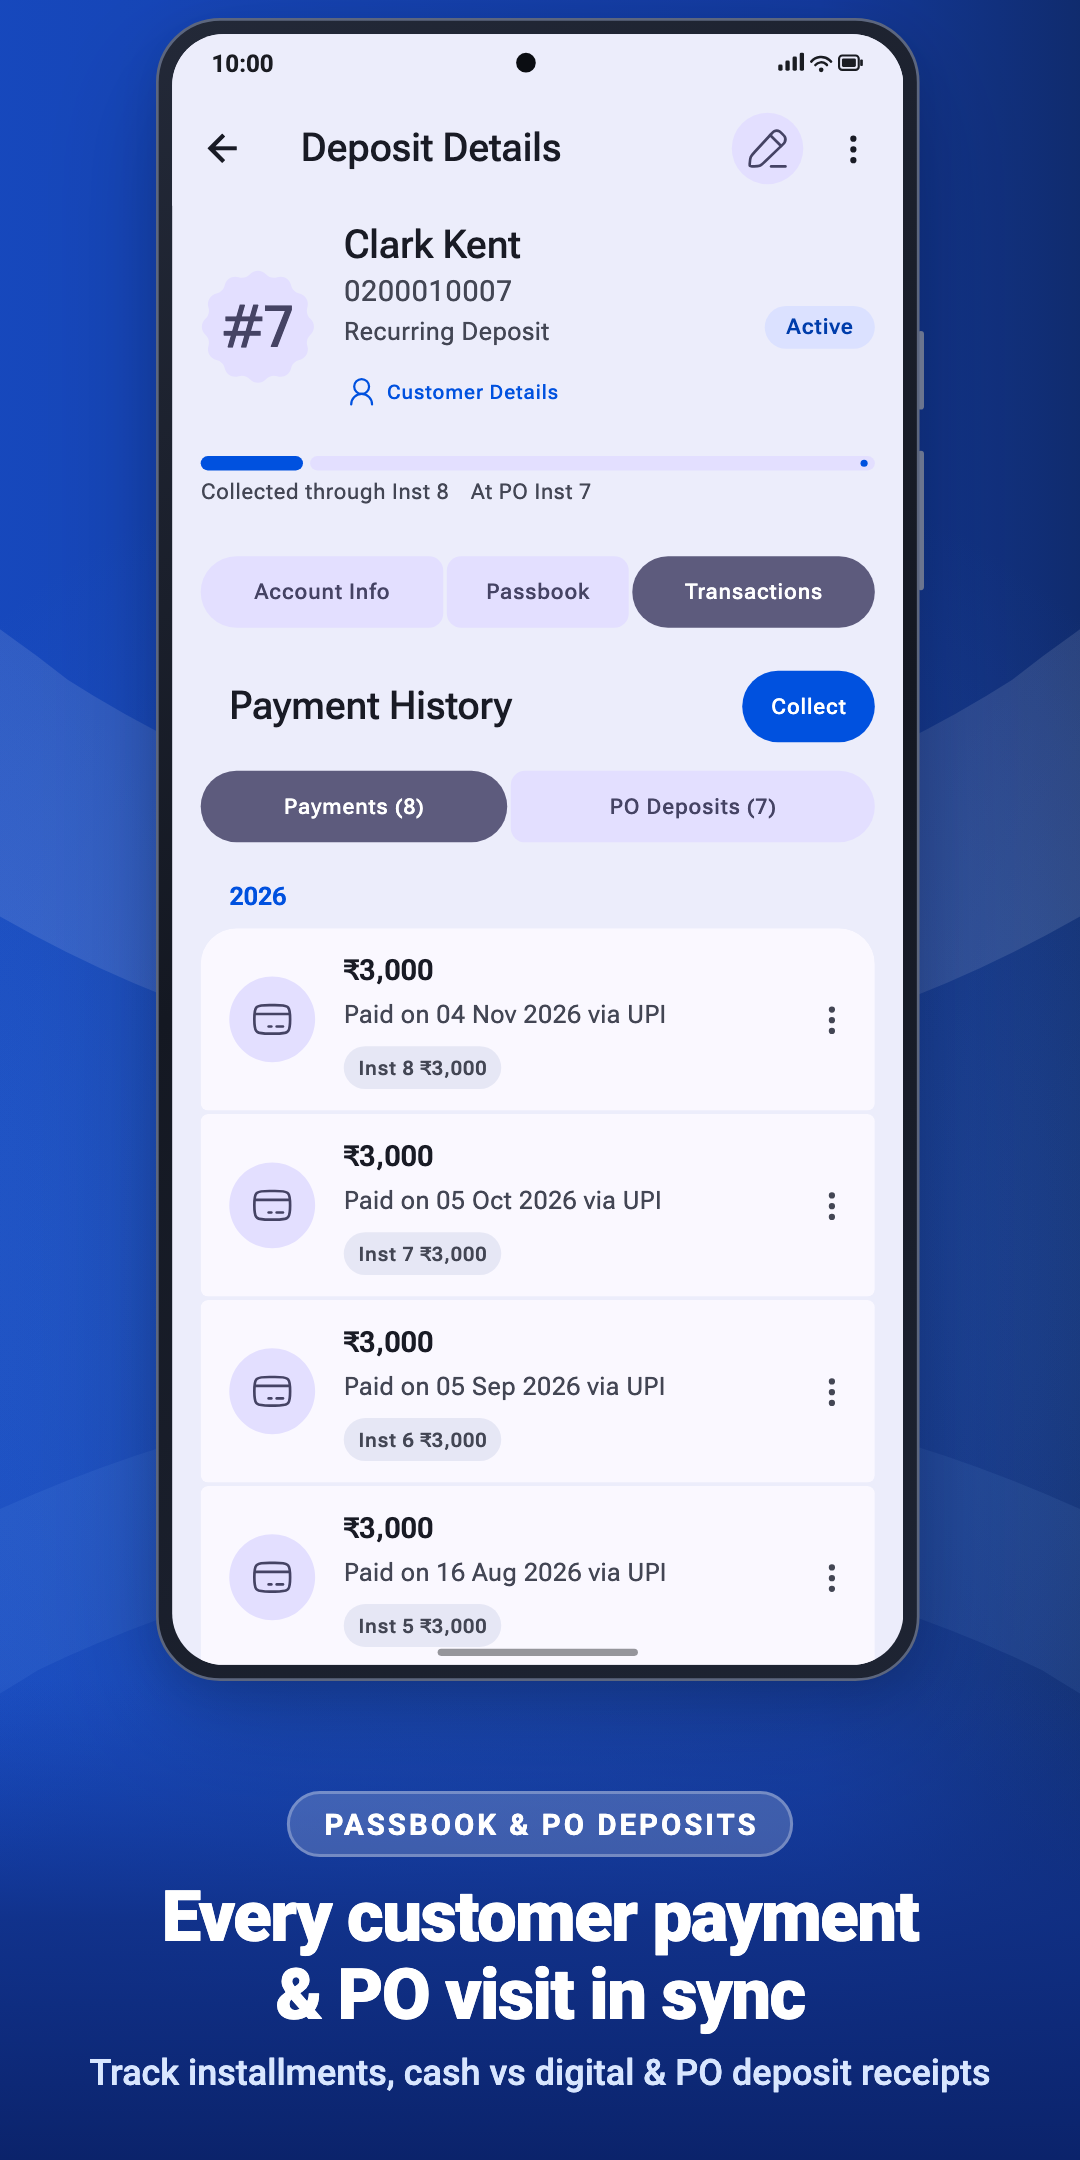 10:00
Deposit Details
Clark Kent
#7
0200010007
Recurring Deposit
Active
Customer Details
Collected through Inst 8 At PO Inst 7
Account Info Passbook Transactions
Payment History Collect
Payments (8) PO Deposits (7)
2026
₹3,000
Paid on 04 Nov 2026 via UPI
Inst 8 ₹3,000
₹3,000
Paid on 05 Oct 2026 via UPI
Inst 7 ₹3,000
₹3,000
Paid on 05 Sep 2026 via UPI
Inst 6 ₹3,000
₹3,000
Paid on 16 Aug 2026 via UPI
Inst 5 ₹3,000
PASSBOOK & PO DEPOSITS
Every customer payment
& PO visit in sync
Track installments, cash vs digital & PO deposit receipts